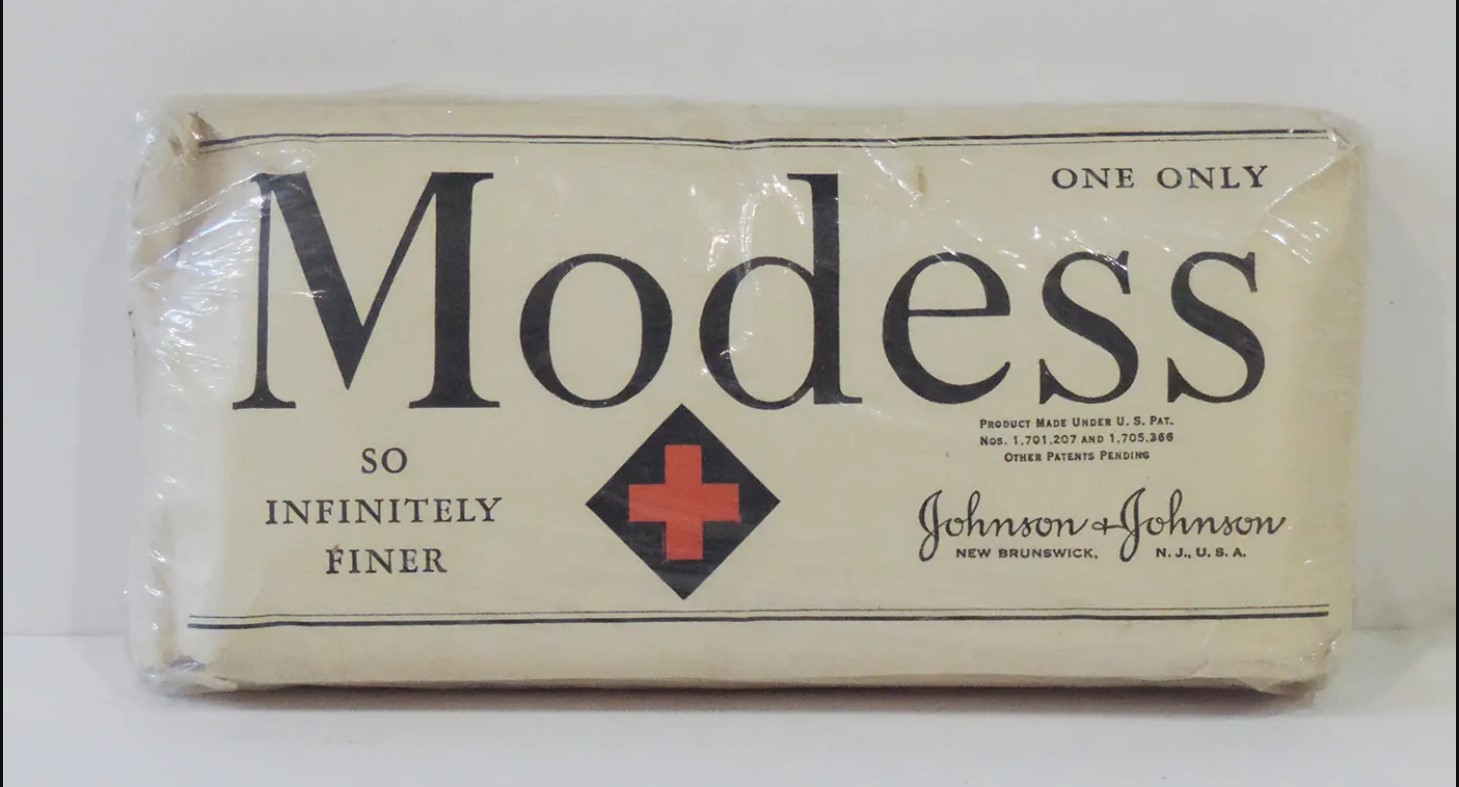 Modess
ONE ONLY
SO
INFINITELY
FINER
PRODUCT MADE UNDER U. S. PAT.
NOS. 1,701,207 AND 1,705,366
OTHER PATENTS PENDING
Johnson & Johnson
NEW BRUNSWICK, N. J., U. S. A.